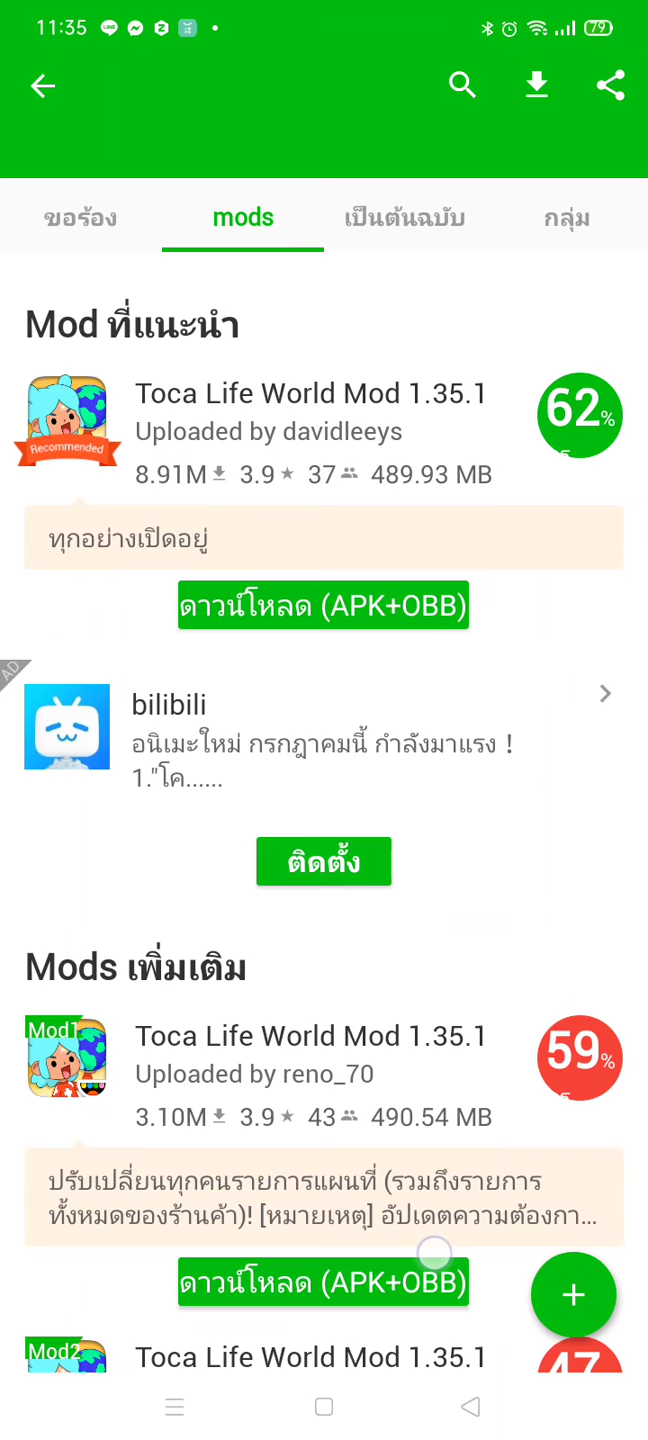 11:35
79
ขอร้อง
mods
เป็นต้นฉบับ
กลุ่ม
Mod ที่แนะนำ
Toca Life World Mod 1.35.1
62%
Uploaded by davidleeys
Recommended
8.91M 3.9 37 489.93 MB
ทุกอย่างเปิดอยู่
ดาวน์โหลด (APK+OBB)
AD
bilibili
อนิเมะใหม่ กรกฎาคมนี้ กำลังมาแรง !
1."โค......
ติดตั้ง
Mods เพิ่มเติม
Mod1
Toca Life World Mod 1.35.1
59%
Uploaded by reno_70
3.10M 3.9 43 490.54 MB
ปรับเปลี่ยนทุกคนรายการแผนที่ (รวมถึงรายการ
ทั้งหมดของร้านค้า)! [หมายเหตุ] อัปเดตความต้องกา...
ดาวน์โหลด (APK+OBB)
+
Mod2
Toca Life World Mod 1.35.1
47